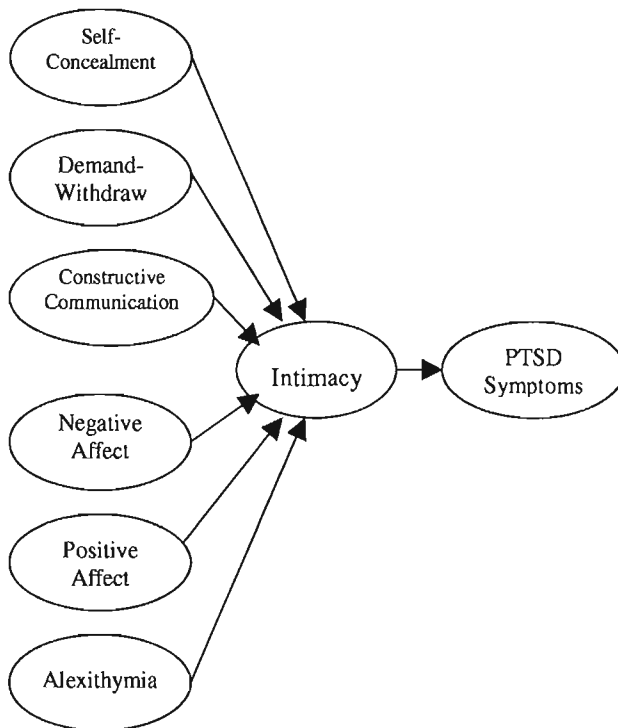 Self-
Concealment
Demand-
Withdraw
Constructive
Communication
Intimacy
PTSD
Symptoms
Negative
Affect
Positive
Affect
Alexithymia